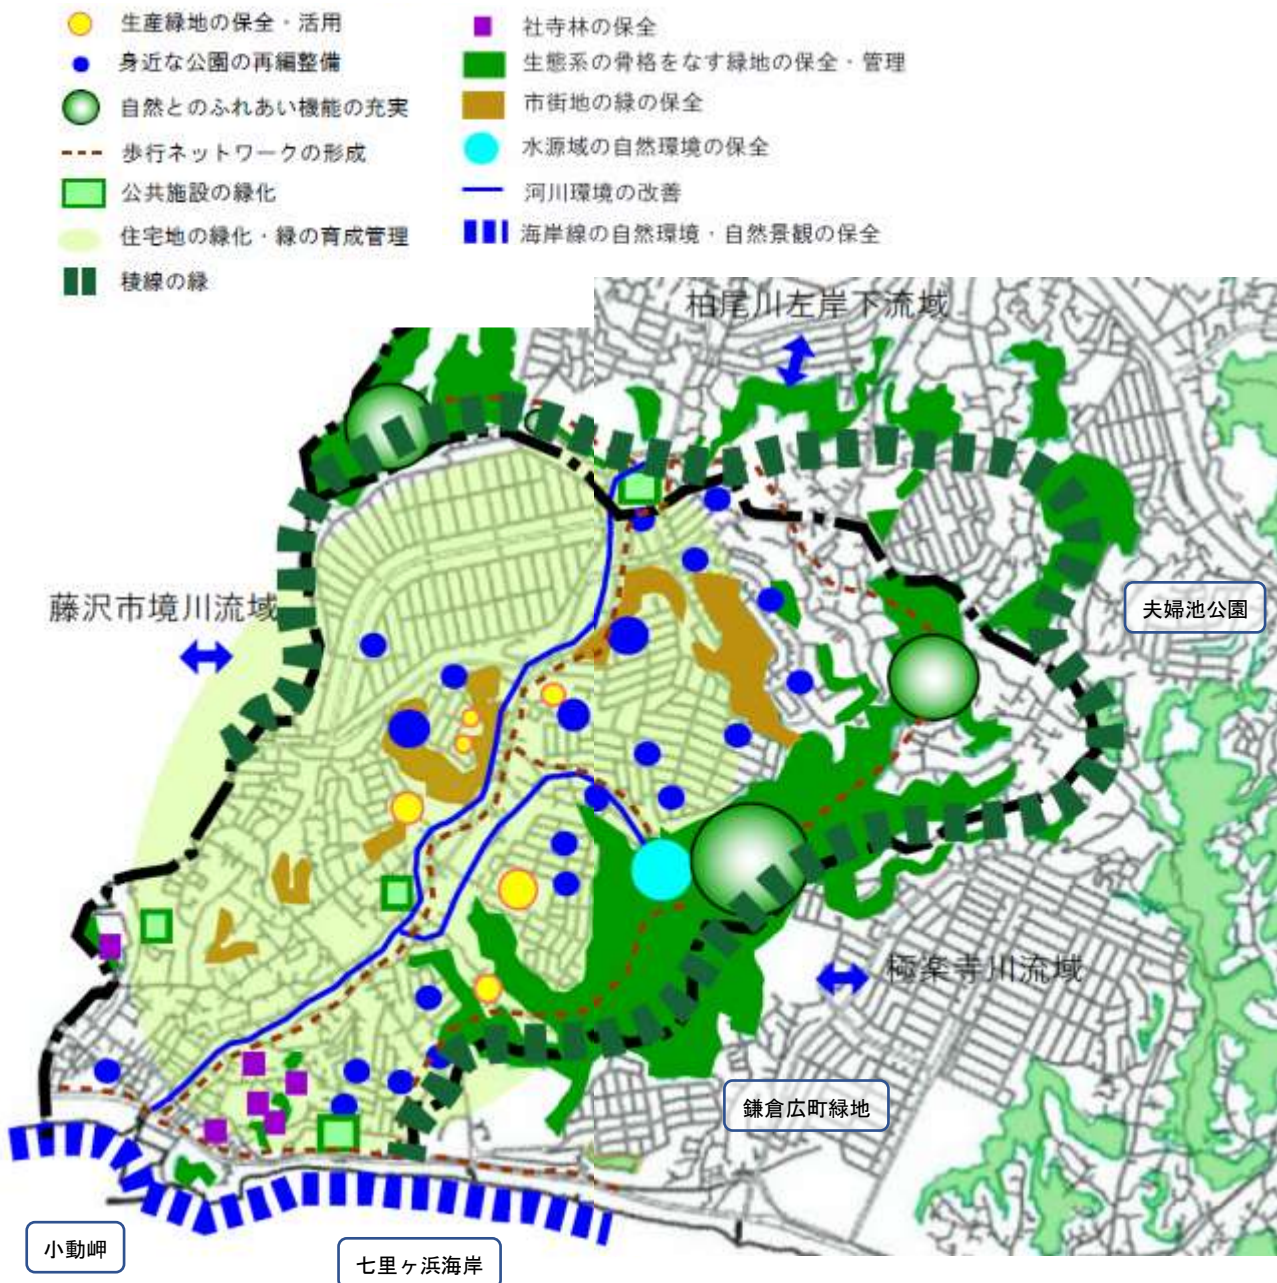 生産緑地の保全・活用
身近な公園の再編整備
自然とのふれあい機能の充実
歩行ネットワークの形成
公共施設の緑化
住宅地の緑化・緑の育成管理
稜線の緑
社寺林の保全
生態系の骨格をなす緑地の保全・管理
市街地の緑の保全
水源域の自然環境の保全
河川環境の改善
海岸線の自然環境・自然景観の保全
柏尾川左岸下流域
藤沢市境川流域
夫婦池公園
極楽寺川流域
鎌倉広町緑地
小動岬
七里ヶ浜海岸